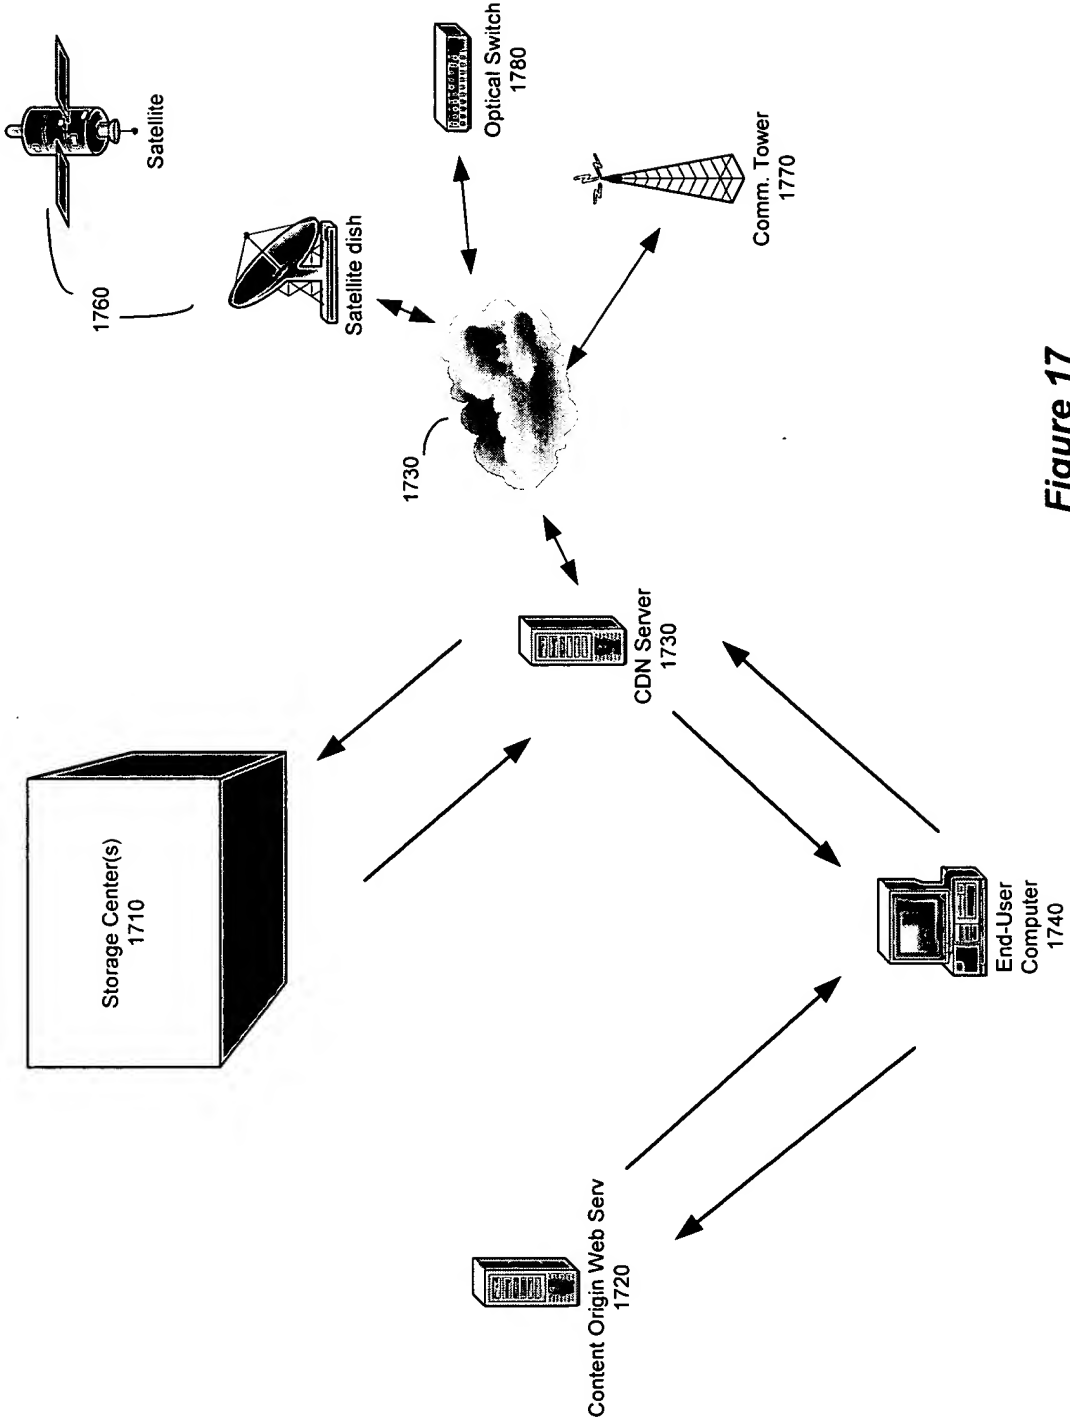 Storage Center(s)
1710
Satellite
1760
Satellite dish
Optical Switch
1780
1730
Comm. Tower
1770
CDN Server
1730
Content Origin Web Serv
1720
End-User
Computer
1740
Figure 17